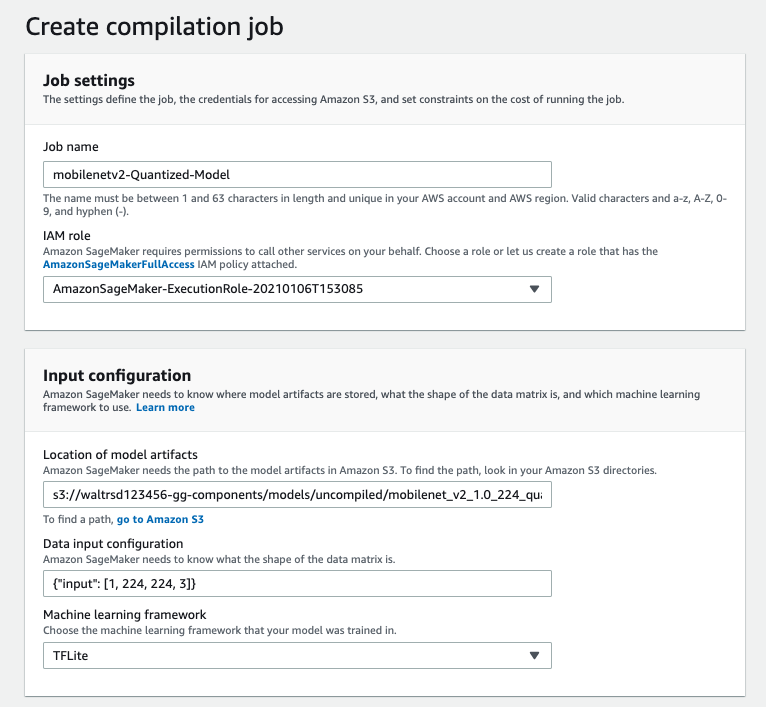 Create compilation job
Job settings
The settings define the job, the credentials for accessing Amazon S3, and set constraints on the cost of running the job.
Job name
mobilenetv2-Quantized-Model
The name must be between 1 and 63 characters in length and unique in your AWS account and AWS region. Valid characters and a-z, A-Z, 0-
9, and hyphen (-).
IAM role
Amazon SageMaker requires permissions to call other services on your behalf. Choose a role or let us create a role that has the
AmazonSageMakerFullAccess IAM policy attached.
AmazonSageMaker-ExecutionRole-20210106T153085
Input configuration
Amazon SageMaker needs to know where model artifacts are stored, what the shape of the data matrix is, and which machine learning
framework to use. Learn more
Location of model artifacts
Amazon SageMaker needs the path to the model artifacts in Amazon S3. To find the path, look in your Amazon S3 directories.
s3://waltrsd123456-gg-components/models/uncompiled/mobilenet_v2_1.0_224_qua
To find a path, go to Amazon S3
Data input configuration
Amazon SageMaker needs to know what the shape of the data matrix is.
{"input": [1, 224, 224, 3]}
Machine learning framework
Choose the machine learning framework that your model was trained in.
TFLite